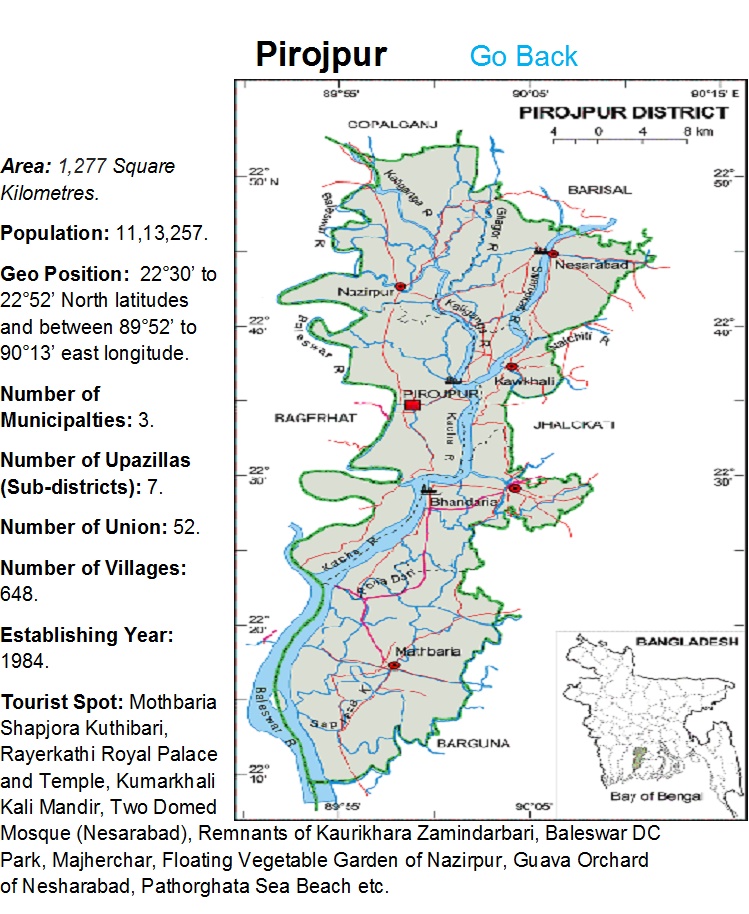 Pirojpur
Go Back
Area: 1,277 Square
Kilometres.
Population: 11,13,257.
Geo Position:  22°30’ to
22°52’ North latitudes
and between 89°52’ to
90°13’ east longitude.
Number of
Municipalties: 3.
Number of Upazillas
(Sub-districts): 7.
Number of Union: 52.
Number of Villages:
648.
Establishing Year:
1984.
Tourist Spot: Mothbaria
Shapjora Kuthibari,
Rayerkathi Royal Palace
and Temple, Kumarkhali
Kali Mandir, Two Domed
Mosque (Nesarabad), Remnants of Kaurikhara Zamindarbari, Baleswar DC
Park, Majherchar, Floating Vegetable Garden of Nazirpur, Guava Orchard
of Nesharabad, Pathorghata Sea Beach etc.
89°55' 90°05' 90°15' E
PIROJPUR DISTRICT
4 0 4 8 km
GOPALGANJ
22°
50' N
22°
50'
BARISAL
Kaliganga R
Baleswar R
Ghagor R
Nesarabad
Nazirpur
Kaliganga R
22°
40'
22°
40'
Baleswar R
Nalchiti R
Kawkhali
PIROJPUR
BAGERHAT
Kacha R
JHALOKATI
22°
30'
22°
30'
Bhandaria
Kacha R
Pona Don
22°
20'
Mathbaria
BANGLADESH
Baleswar R
BARGUNA
22°
10'
Bay of Bengal
89°55' 90°05'